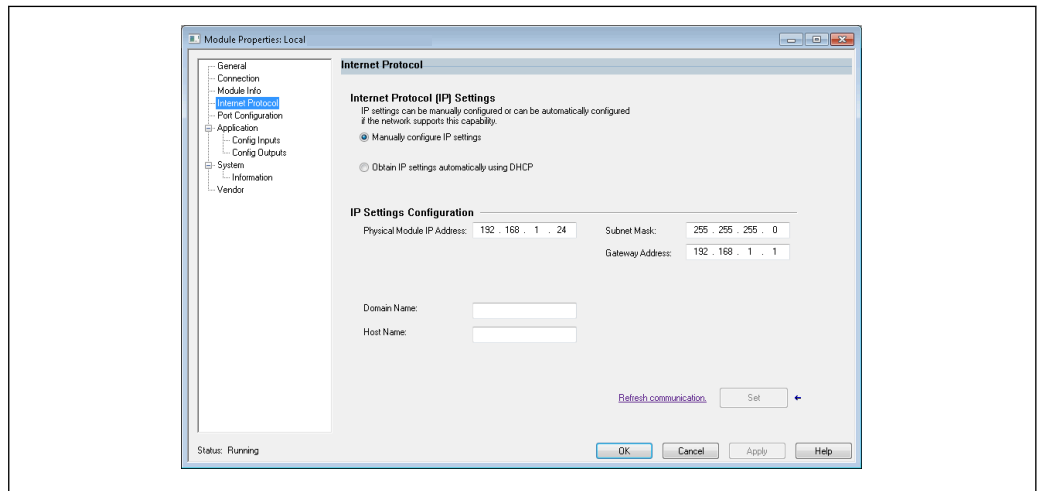 Module Properties: Local
General
Connection
Module Info
Internet Protocol
Port Configuration
Application
Config Inputs
Config Outputs
System
Information
Vendor
Internet Protocol
Internet Protocol (IP) Settings
IP settings can be manually configured or can be automatically configured
if the network supports this capability.
Manually configure IP settings
Obtain IP settings automatically using DHCP
IP Settings Configuration
Physical Module IP Address: 192 . 168 . 1 . 24 Subnet Mask: 255 . 255 . 255 . 0
Gateway Address: 192 . 168 . 1 . 1
Domain Name:
Host Name:
Refresh communication. Set
Status: Running OK Cancel Apply Help